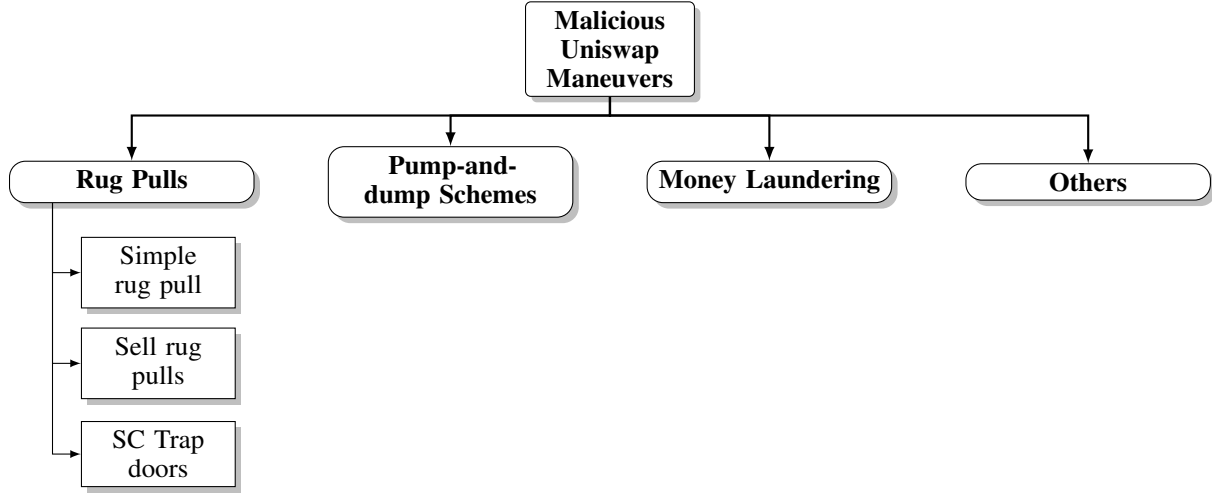 Malicious
Uniswap
Maneuvers
Rug Pulls
Pump-and-
dump Schemes
Money Laundering
Others
Simple
rug pull
Sell rug
pulls
SC Trap
doors